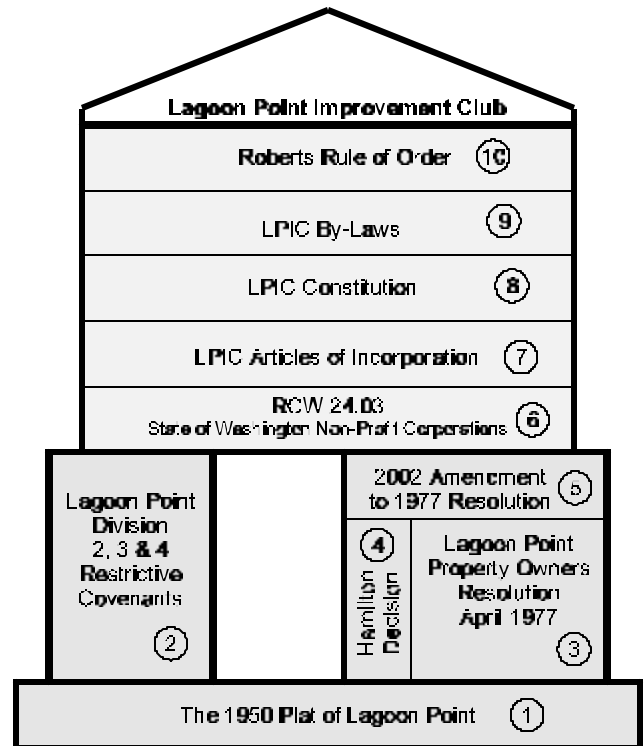 Lagoon Point Improvement Club
Roberts Rule of Order 10
LPIC By-Laws 9
LPIC Constitution 8
LPIC Articles of Incorporation 7
RCW 24.03
State of Washington Non-Profit Corporations 6
2002 Amendment
to 1977 Resolution 5
Lagoon Point
Division
2, 3 & 4
Restrictive
Covenants
2
4
Hamilton
Decision
Lagoon Point
Property Owners
Resolution
April 1977
3
The 1950 Plat of Lagoon Point 1